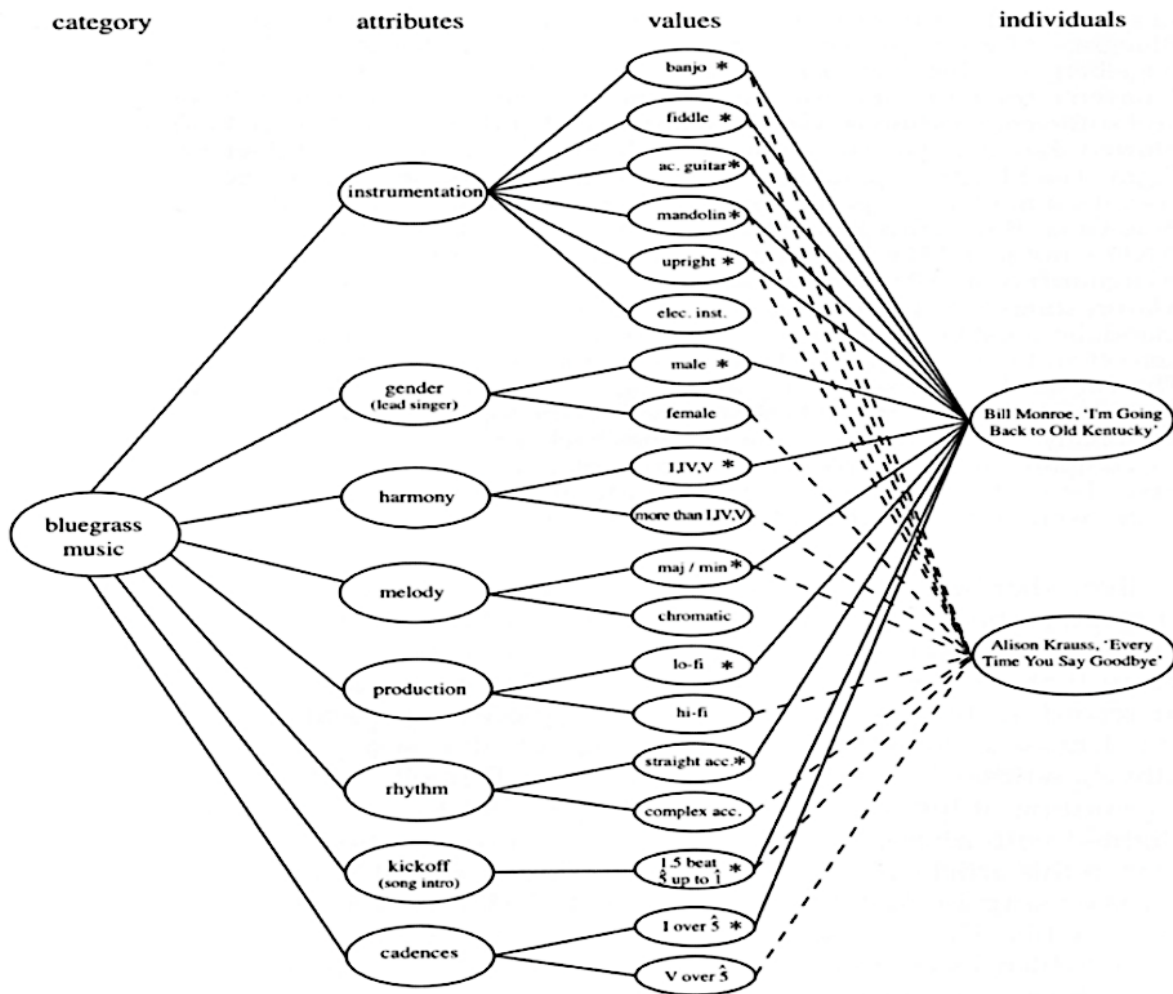 category attributes values individuals
banjo *
fiddle *
ac. guitar *
instrumentation
mandolin *
upright *
elec. inst.
gender
(lead singer)
male *
female
Bill Monroe, ‘I'm Going
Back to Old Kentucky’
harmony
I,IV,V *
more than I,IV,V
bluegrass
music
melody
maj / min *
chromatic
Alison Krauss, ‘Every
Time You Say Goodbye’
production
lo-fi *
hi-fi
rhythm
straight acc. *
complex acc.
kickoff
(song intro)
1.5 beat
5̂ up to 1̂ *
cadences
I over 5̂ *
V over 5̂